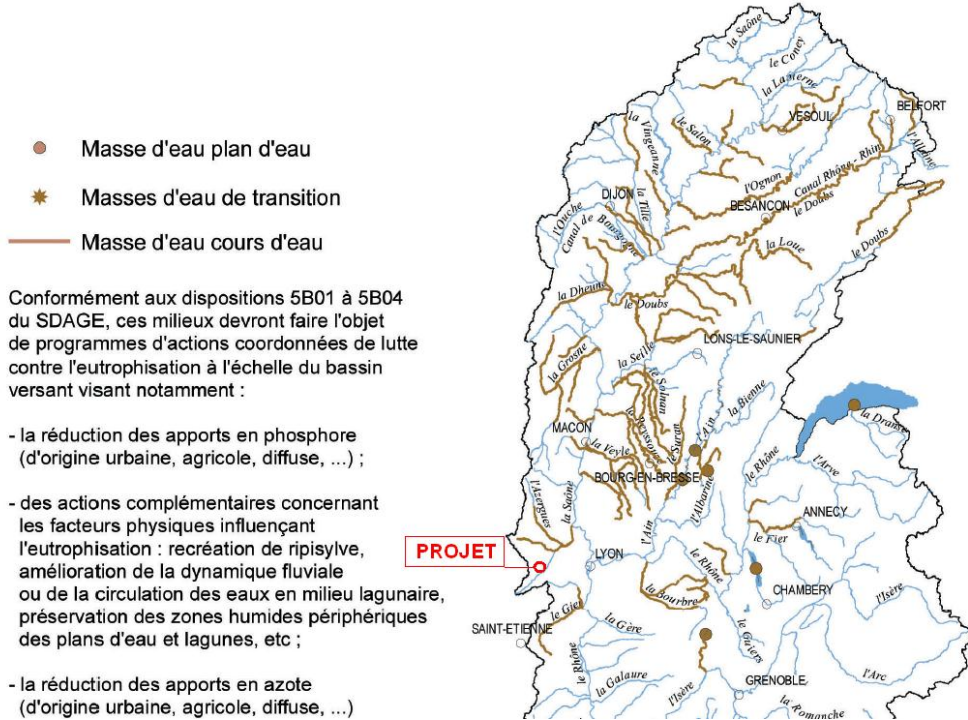 Masse d'eau plan d'eau
Masses d'eau de transition
Masse d'eau cours d'eau
Conformément aux dispositions 5B01 à 5B04
du SDAGE, ces milieux devront faire l'objet
de programmes d'actions coordonnées de lutte
contre l'eutrophisation à l'échelle du bassin
versant visant notamment :
- la réduction des apports en phosphore
(d'origine urbaine, agricole, diffuse, ...) ;
- des actions complémentaires concernant
les facteurs physiques influençant
l'eutrophisation : recréation de ripisylve,
amélioration de la dynamique fluviale
ou de la circulation des eaux en milieu lagunaire,
préservation des zones humides périphériques
des plans d'eau et lagunes, etc ;
- la réduction des apports en azote
(d'origine urbaine, agricole, diffuse, ...)
la Saône
le Coney
la Lanterne
BELFORT
VESOUL
la Vingeanne
le Salon
l'Allaine
Canal Rhône - Rhin
l'Ognon
DIJON
la Tille
BESANCON
le Doubs
l'Ouche
Canal de Bourgogne
la Loue
le Doubs
la Dheune
le Doubs
LONS-LE-SAUNIER
la Seille
la Grosne
le Solnan
la Bienne
l'Ain
MACON
la Reyssouze
le Suran
la Veyle
la Dranse
BOURG-EN-BRESSE
le Rhône
l'Arve
l'Azergues
la Saône
l'Albarine
ANNECY
l'Ain
le Fier
PROJET
LYON
le Rhône
CHAMBERY
la Bourbre
l'Isère
le Gier
SAINT-ETIENNE
la Gère
le Guiers
le Rhône
l'Arc
la Galaure
l'Isère
GRENOBLE
la Romanche